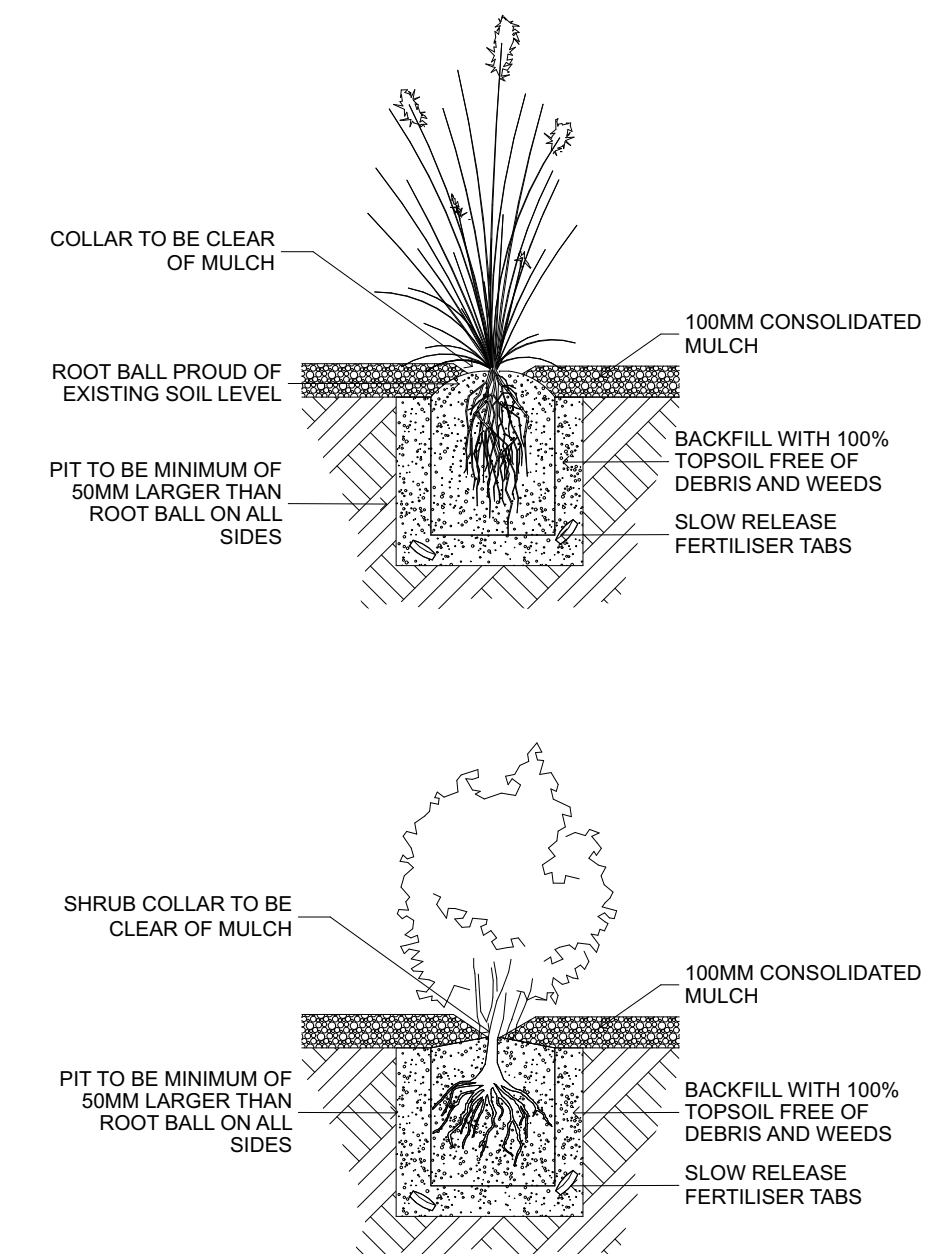 COLLAR TO BE CLEAR
OF MULCH
100MM CONSOLIDATED
MULCH
ROOT BALL PROUD OF
EXISTING SOIL LEVEL
BACKFILL WITH 100%
TOPSOIL FREE OF
DEBRIS AND WEEDS
PIT TO BE MINIMUM OF
50MM LARGER THAN
ROOT BALL ON ALL
SIDES
SLOW RELEASE
FERTILISER TABS
SHRUB COLLAR TO BE
CLEAR OF MULCH
100MM CONSOLIDATED
MULCH
PIT TO BE MINIMUM OF
50MM LARGER THAN
ROOT BALL ON ALL
SIDES
BACKFILL WITH 100%
TOPSOIL FREE OF
DEBRIS AND WEEDS
SLOW RELEASE
FERTILISER TABS